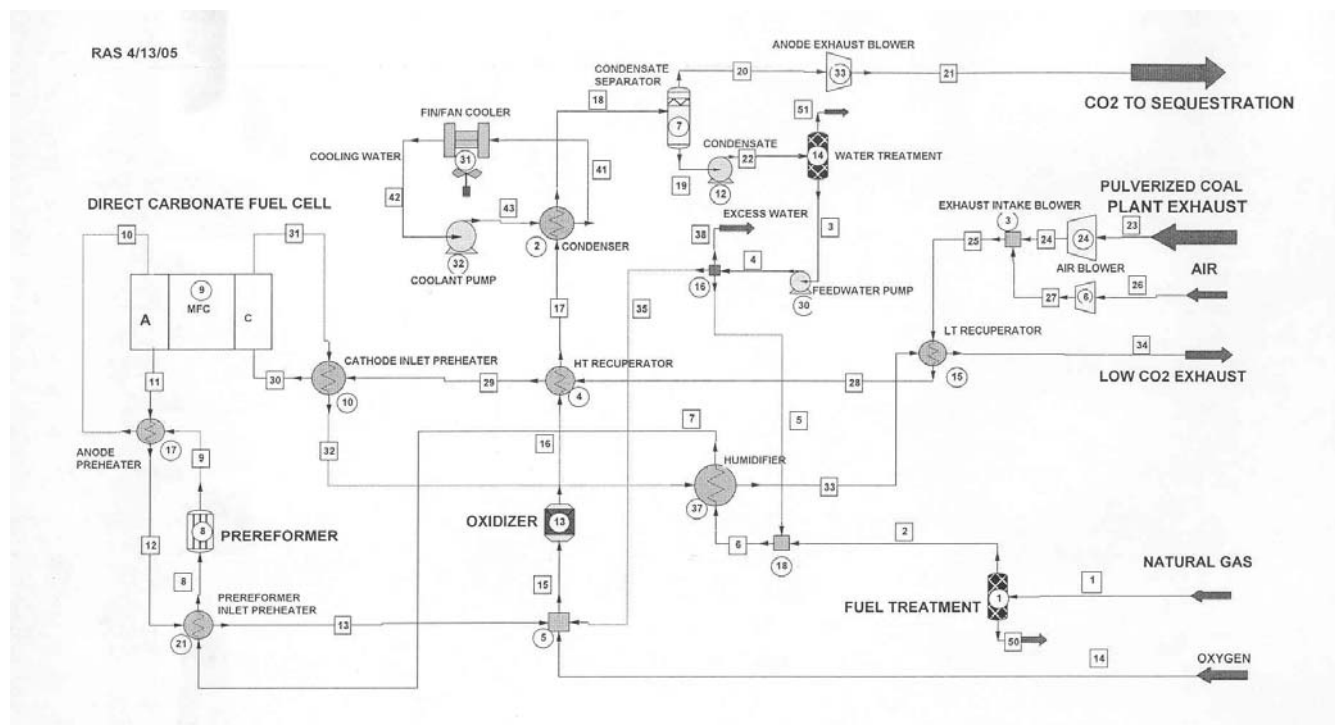 RAS 4/13/05
ANODE EXHAUST BLOWER
CONDENSATE
SEPARATOR
20
33
21
CO2 TO SEQUESTRATION
18
51
FIN/FAN COOLER
7
CONDENSATE
22
14
WATER TREATMENT
COOLING WATER
31
41
19
12
42
43
DIRECT CARBONATE FUEL CELL
10
31
2
CONDENSER
32
COOLANT PUMP
EXCESS WATER
38
3
4
16
30
FEEDWATER PUMP
PULVERIZED COAL
PLANT EXHAUST
EXHAUST INTAKE BLOWER
3
25
24
24
23
AIR BLOWER
AIR
27
6
26
9
MFC
A
C
17
35
LT RECUPERATOR
15
34
LOW CO2 EXHAUST
11
30
CATHODE INLET PREHEATER
10
29
HT RECUPERATOR
4
28
ANODE
PREHEATER
17
9
32
16
7
5
HUMIDIFIER
37
33
8
PREREFORMER
OXIDIZER
13
12
8
15
6
18
2
NATURAL GAS
1
1
FUEL TREATMENT
50
PREREFORMER
INLET PREHEATER
21
13
5
14
OXYGEN